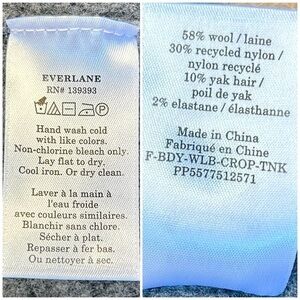 EVERLANE
RN# 139393
Hand wash cold
with like colors.
Non-chlorine bleach only.
Lay flat to dry.
Cool iron. Or dry clean.
Laver à la main à
l'eau froide
avec couleurs similaires.
Blanchir sans chlore.
Sécher à plat.
Repasser à fer bas.
Ou nettoyer à sec.
58% wool / laine
30% recycled nylon /
nylon recyclé
10% yak hair /
poil de yak
2% elastane / élasthanne
Made in China
Fabriqué en Chine
F-BDY-WLB-CROP-TNK
PP5577512571